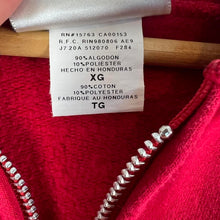 RN#15763 CA00153
R.F.C. RIN980806 AE9
J7 20A 512070 F284
90%ALGODON
10%POLIESTER
HECHO EN HONDURAS
XG
90%COTON
10%POLYESTER
FABRIQUE AU HONDURAS
TG